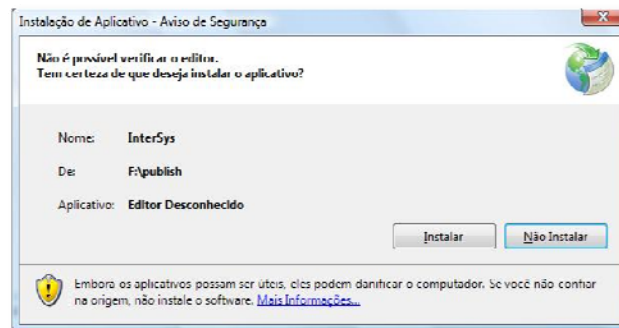 Instalação de Aplicativo - Aviso de Segurança
Não é possível verificar o editor.
Tem certeza de que deseja instalar o aplicativo?
Nome: InterSys
De: F:\publish
Aplicativo: Editor Desconhecido
Instalar Não Instalar
Embora os aplicativos possam ser úteis, eles podem danificar o computador. Se você não confiar
na origem, não instale o software. Mais Informações...